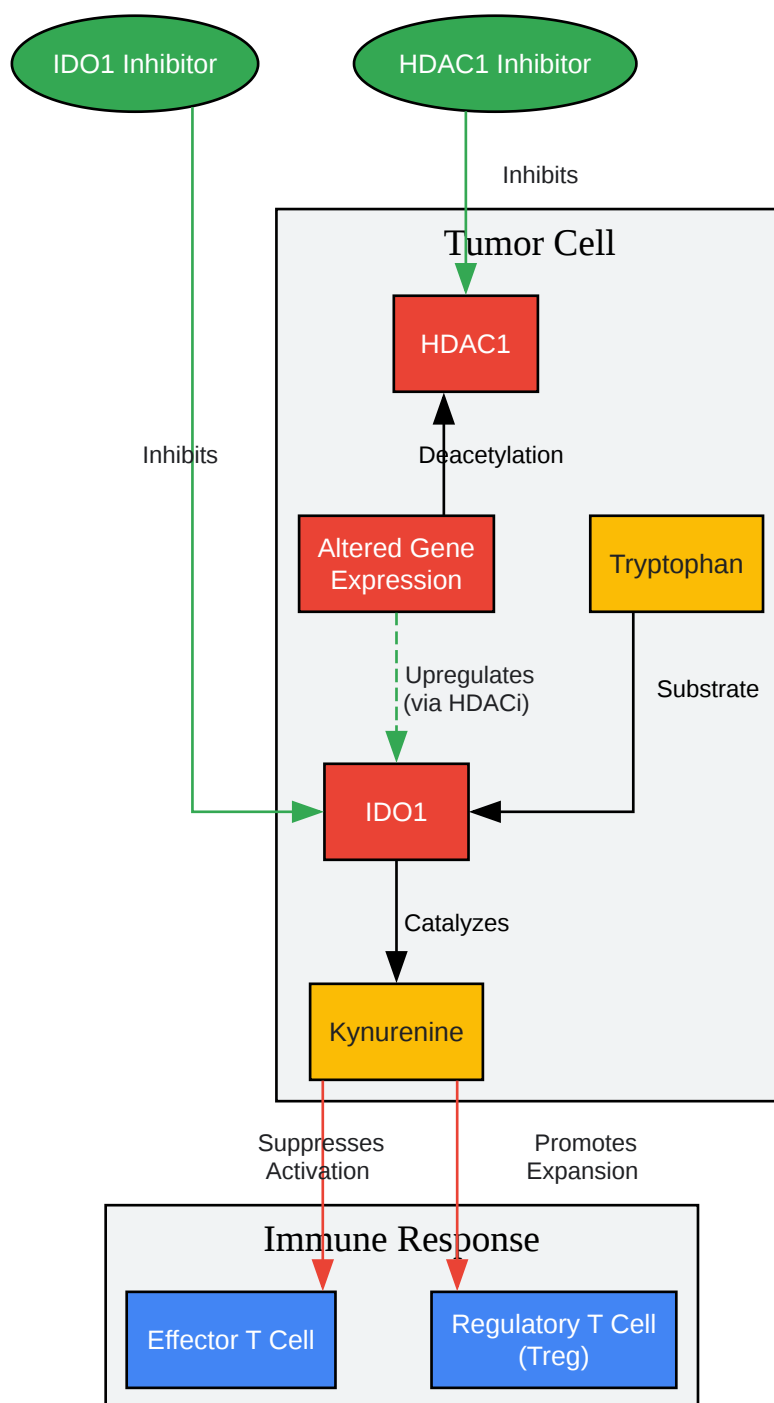 IDO1 Inhibitor
HDAC1 Inhibitor
Inhibits
Tumor Cell
HDAC1
Inhibits
Deacetylation
Altered Gene
Expression
Tryptophan
Upregulates
(via HDACi)
Substrate
IDO1
Catalyzes
Kynurenine
Suppresses
Activation
Promotes
Expansion
Immune Response
Effector T Cell
Regulatory T Cell
(Treg)